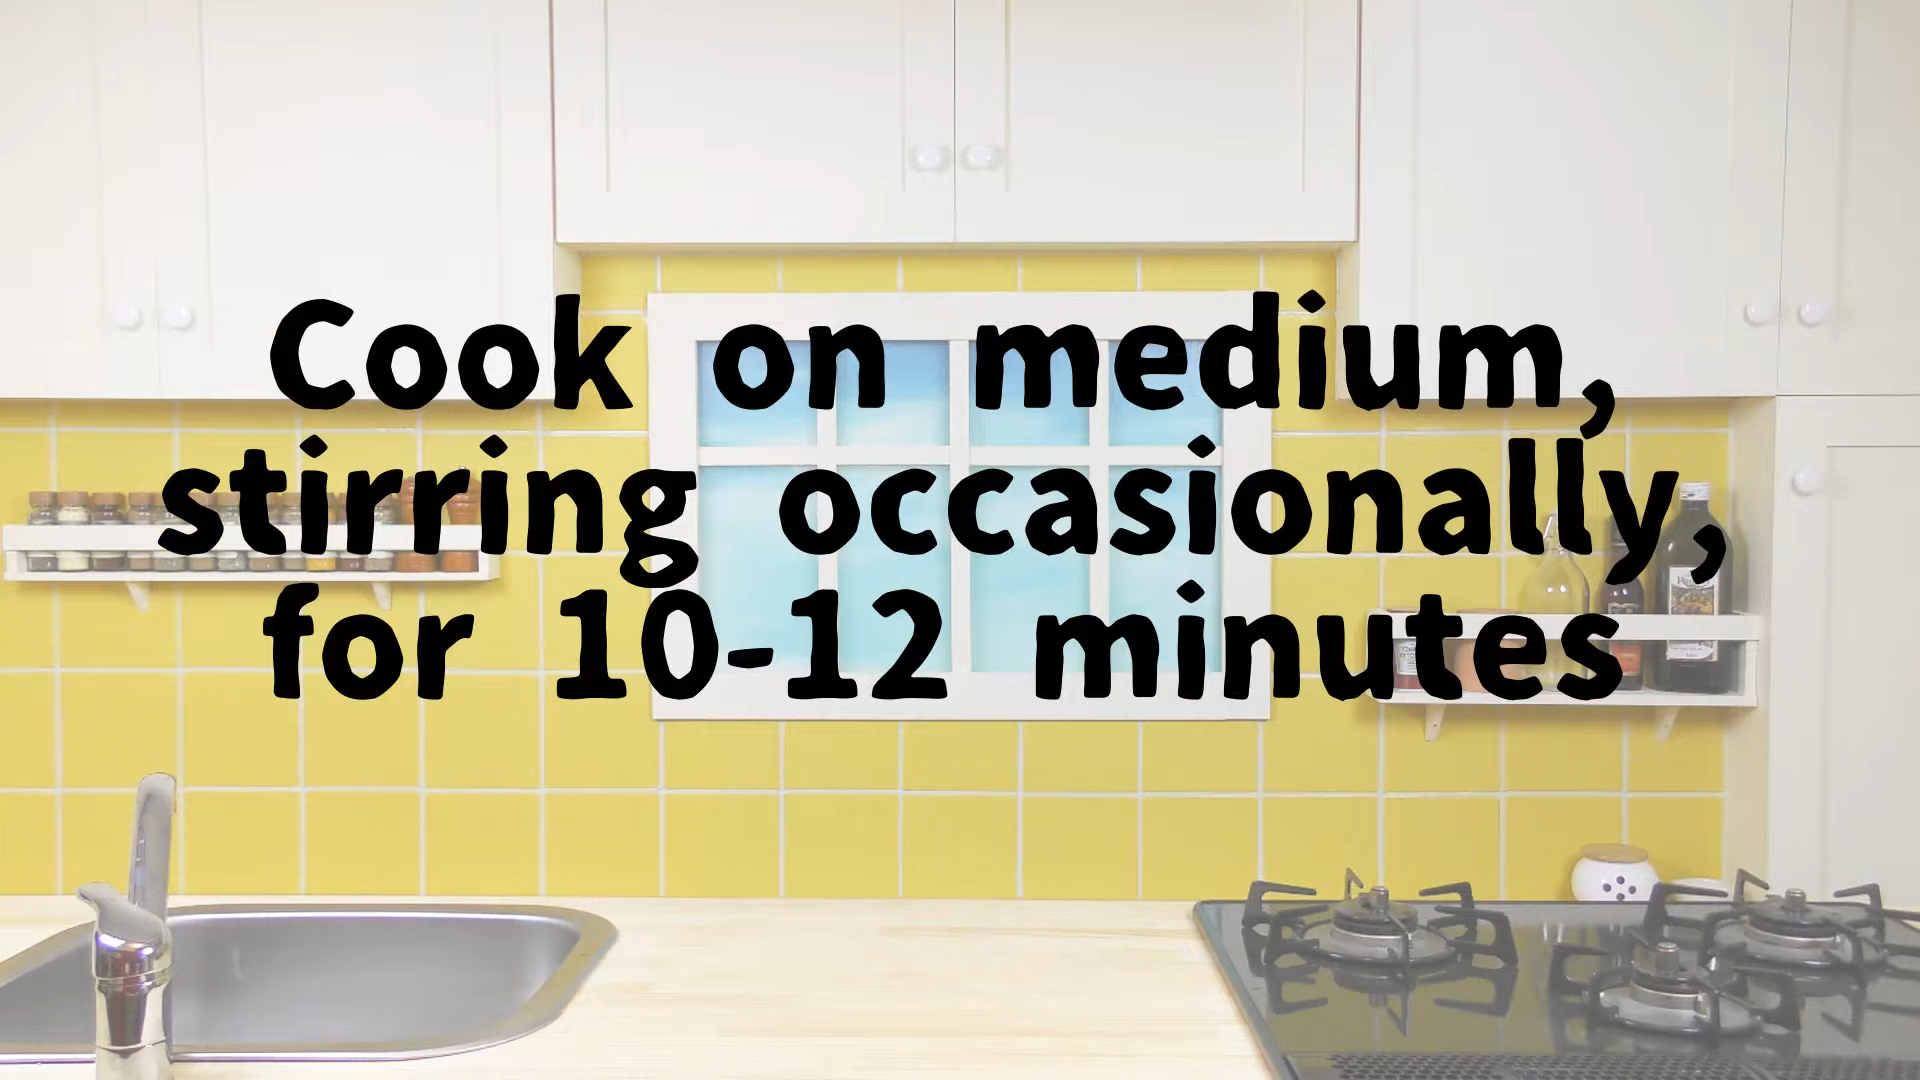 Cook on medium,
stirring occasionally,
for 10-12 minutes